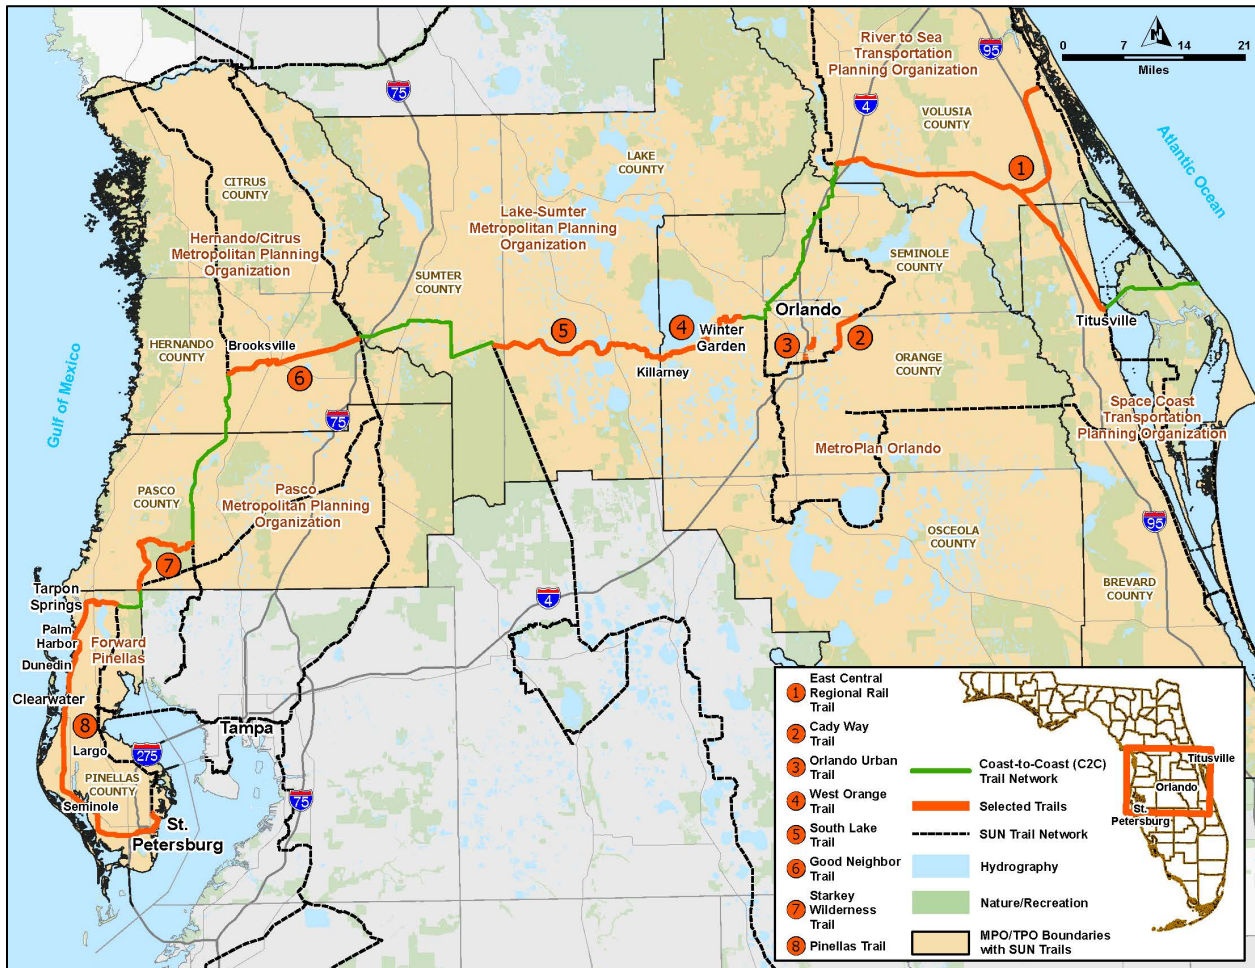 River to Sea
Transportation
Planning Organization
95
0 7 14 21
Miles
N
75
4
VOLUSIA
COUNTY
Atlantic Ocean
1
LAKE
COUNTY
CITRUS
COUNTY
Lake-Sumter
Metropolitan Planning
Organization
Hernando/Citrus
Metropolitan Planning
Organization
SEMINOLE
COUNTY
SUMTER
COUNTY
Orlando
Titusville
5
4
Winter
Garden
3
2
HERNANDO
COUNTY
Brooksville
Killarney
ORANGE
COUNTY
6
Gulf of Mexico
75
Space Coast
Transportation
Planning Organization
MetroPlan Orlando
PASCO
COUNTY
Pasco
Metropolitan Planning
Organization
95
OSCEOLA
COUNTY
7
BREVARD
COUNTY
Tarpon
Springs
4
Palm
Harbor
Forward
Pinellas
Dunedin
Clearwater
8
Tampa
Largo
275
PINELLAS
COUNTY
75
Seminole
St.
Petersburg
1 East Central
Regional Rail
Trail
2 Cady Way
Trail
3 Orlando Urban
Trail
4 West Orange
Trail
5 South Lake
Trail
6 Good Neighbor
Trail
7 Starkey
Wilderness
Trail
8 Pinellas Trail
Coast-to-Coast (C2C)
Trail Network
Selected Trails
SUN Trail Network
Hydrography
Nature/Recreation
MPO/TPO Boundaries
with SUN Trails
Titusville
Orlando
St.
Petersburg